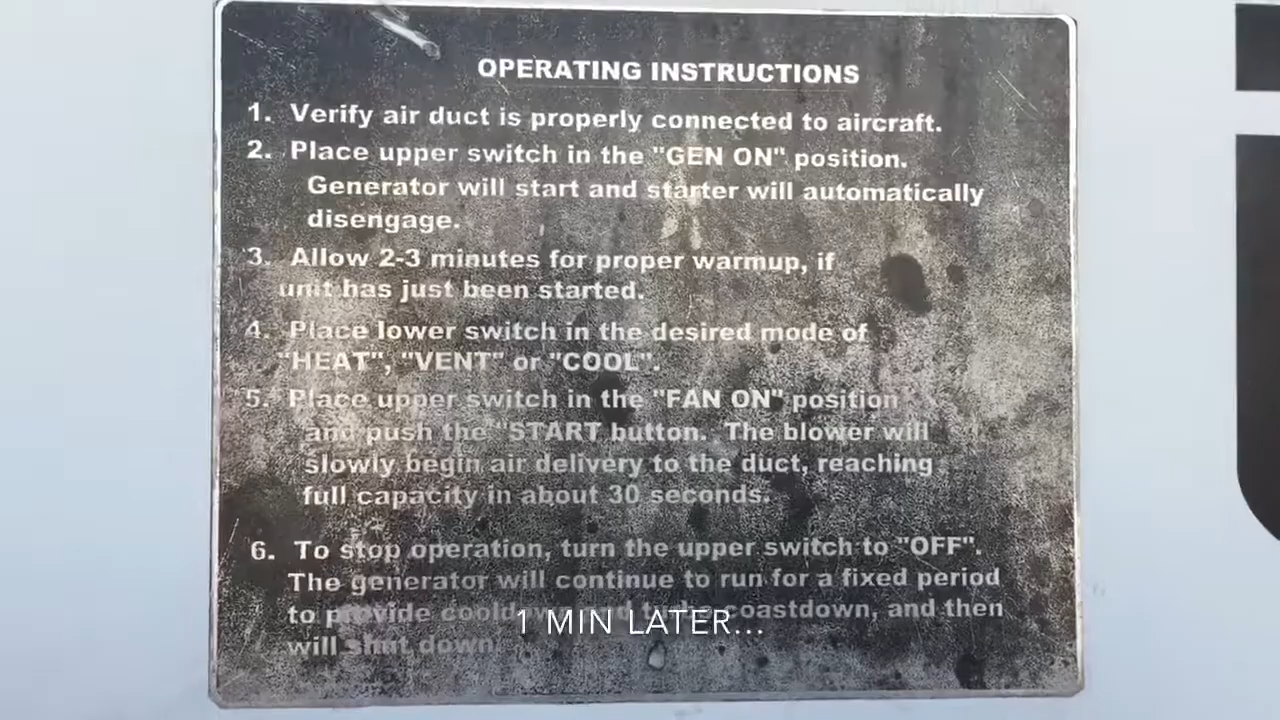 OPERATING INSTRUCTIONS
1. Verify air duct is properly connected to aircraft.
2. Place upper switch in the "GEN ON" position.
Generator will start and starter will automatically
disengage.
3. Allow 2-3 minutes for proper warmup, if
unit has just been started.
4. Place lower switch in the desired mode of
"HEAT", "VENT" or "COOL".
5. Place upper switch in the "FAN ON" position
and push the "START button. The blower will
slowly begin air delivery to the duct, reaching
full capacity in about 30 seconds.
6. To stop operation, turn the upper switch to "OFF".
The generator will continue to run for a fixed period
to provide coastdown, and then
1 MIN LATER...
will shut down.